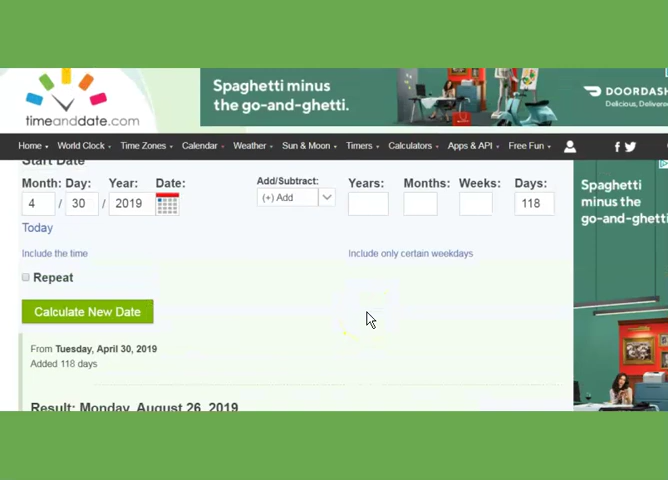 Spaghetti minus
the go-and-ghetti.
DOORDASH
Delicious, Delivered
timeanddate.com
Home World Clock Time Zones Calendar Weather Sun & Moon Timers Calculators Apps & API Free Fun
Start Date
Month: Day: Year: Date: Add/Subtract: Years: Months: Weeks: Days:
4 / 30 / 2019 (+) Add 118
Today
Include the time Include only certain weekdays
Repeat
Calculate New Date
From Tuesday, April 30, 2019
Added 118 days
Result: Monday, August 26, 2019
Spaghetti
minus the
go-and-ghetti